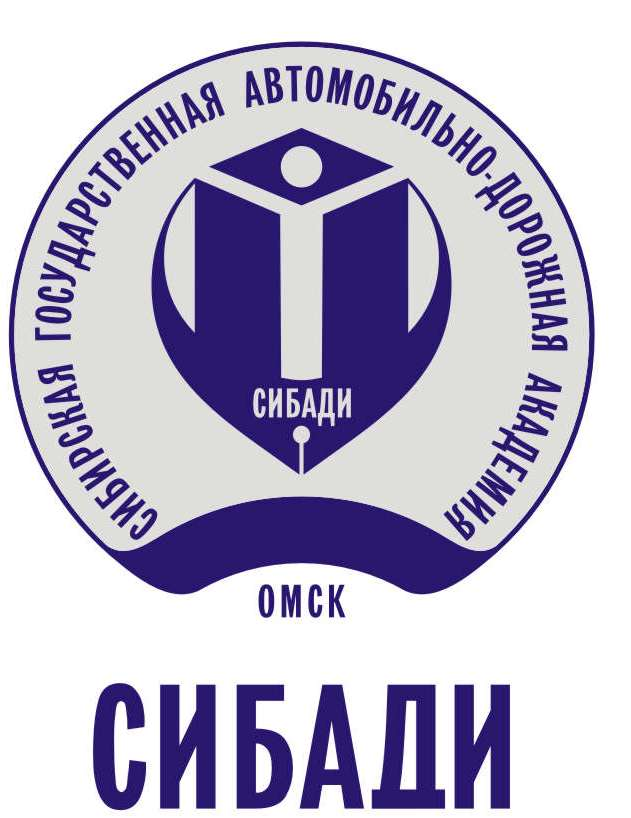 СИБИРСКАЯ ГОСУДАРСТВЕННАЯ АВТОМОБИЛЬНО-ДОРОЖНАЯ АКАДЕМИЯ
СИБАДИ
ОМСК
СИБАДИ